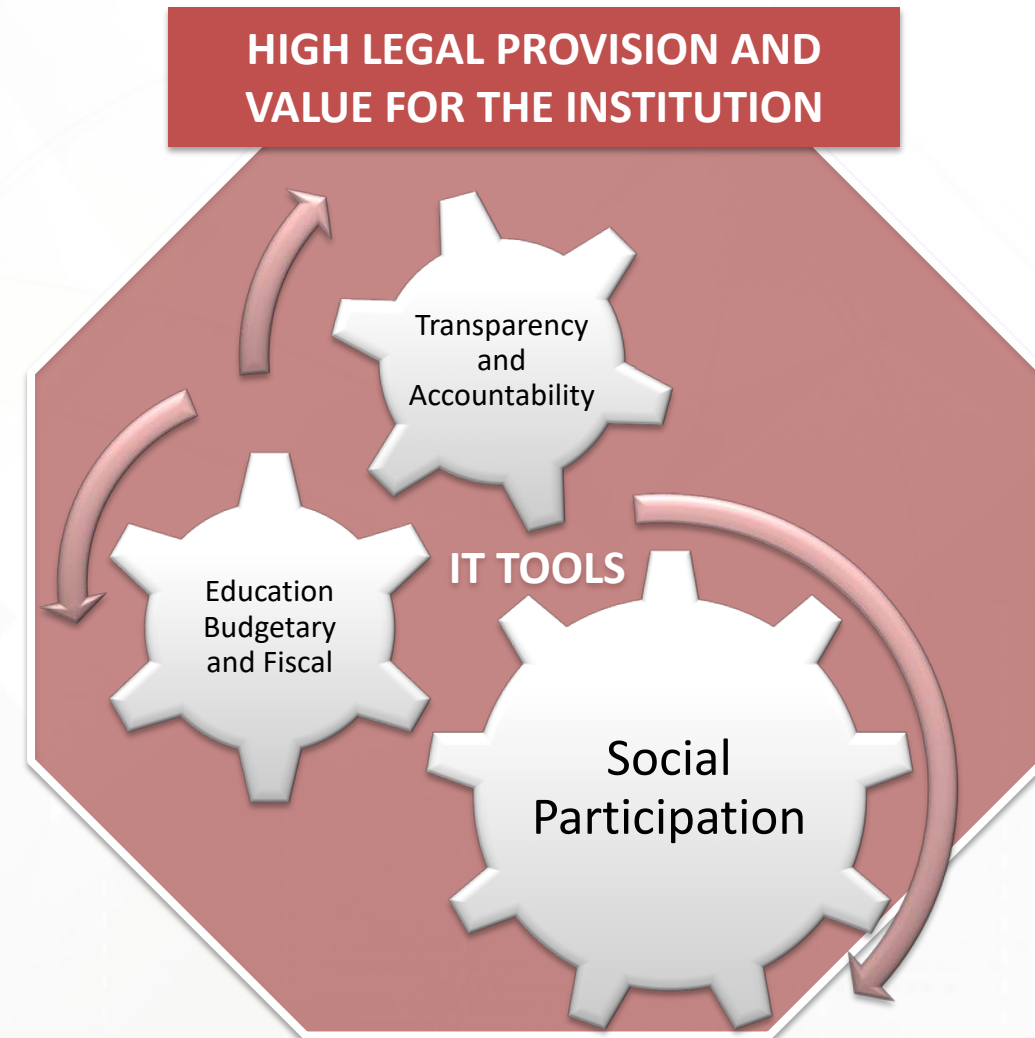 HIGH LEGAL PROVISION AND
VALUE FOR THE INSTITUTION
Transparency
and
Accountability
IT TOOLS
Education
Budgetary
and Fiscal
Social
Participation